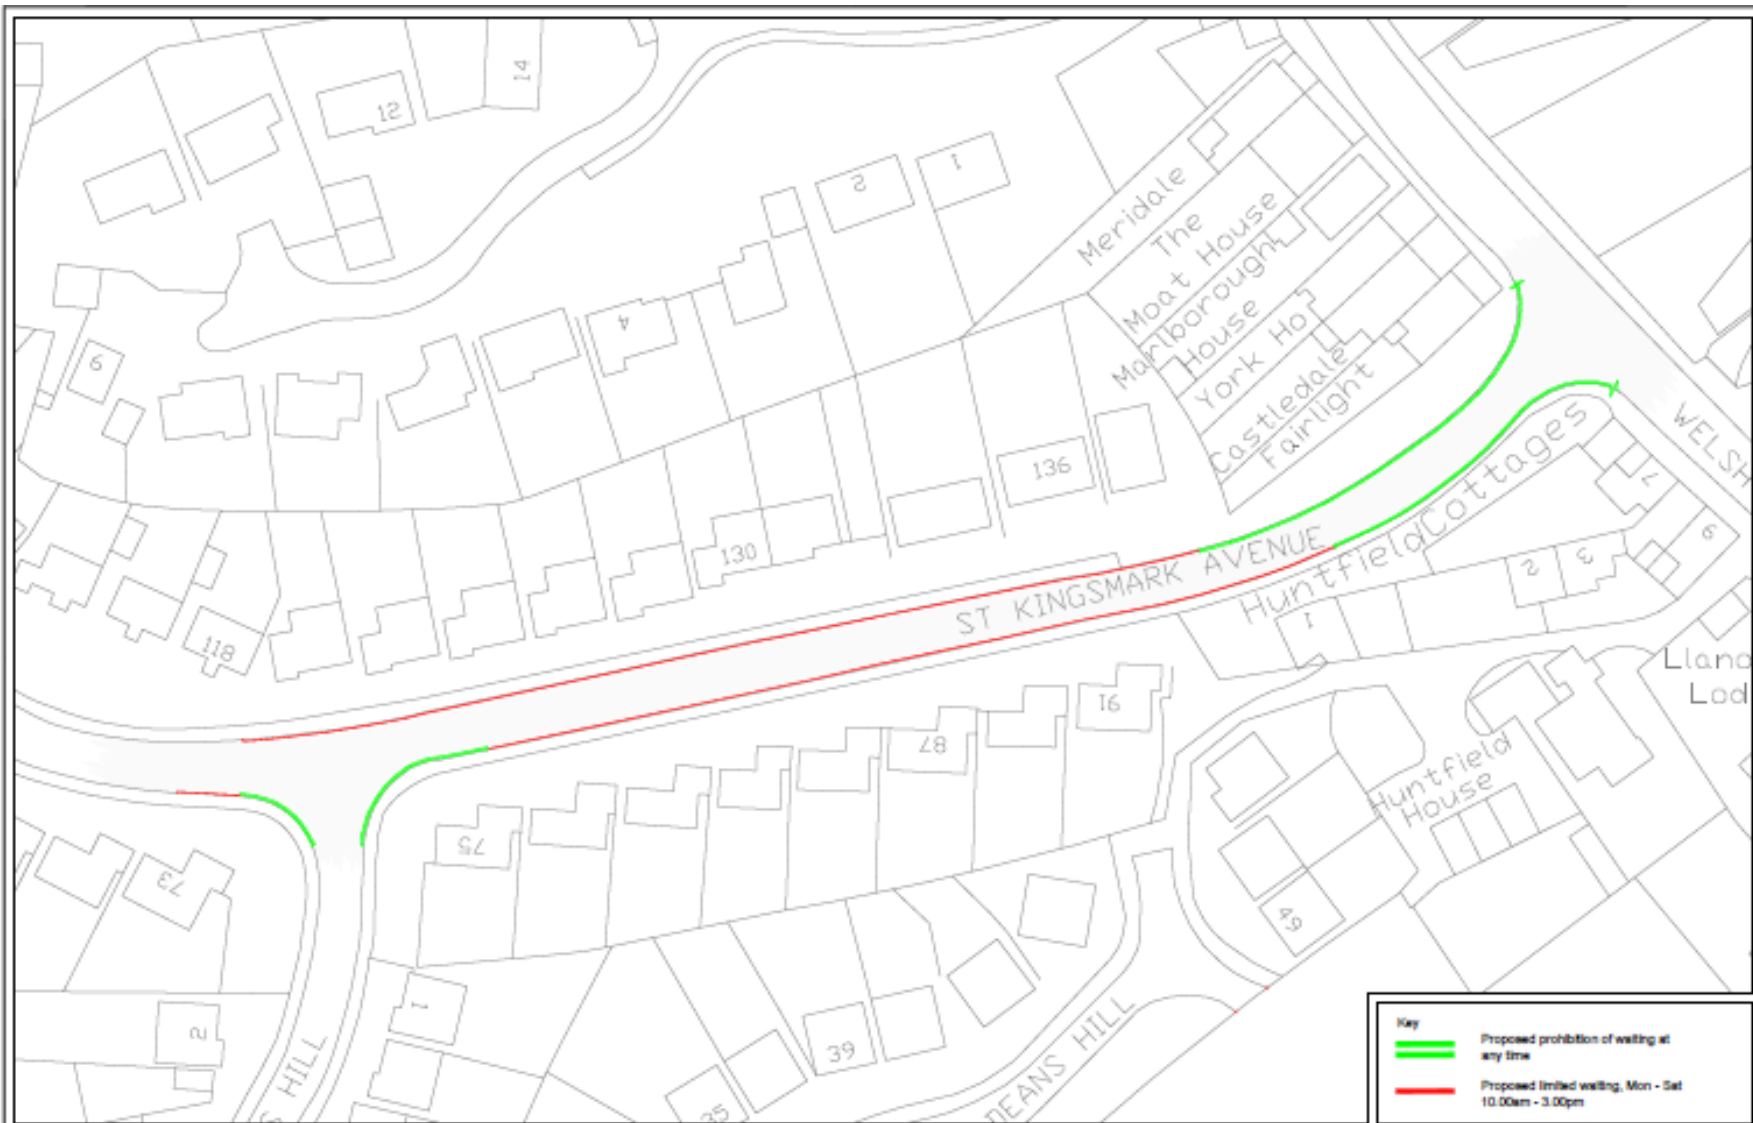 14
12
1
2
Meridale
The
Moat House
Marlborough
House
York Ho
Castledale
Fairlight
4
9
136
130
118
WELSH
ST KINGSMARK AVENUE
Huntfield Cottages
7
6
3
2
1
Llana
Lod
91
87
75
73
Huntfield
House
49
1
2
39
35
S HILL
DEANS HILL
Key
Proposed prohibition of waiting at
any time
Proposed limited waiting, Mon - Sat
10.00am - 3.00pm